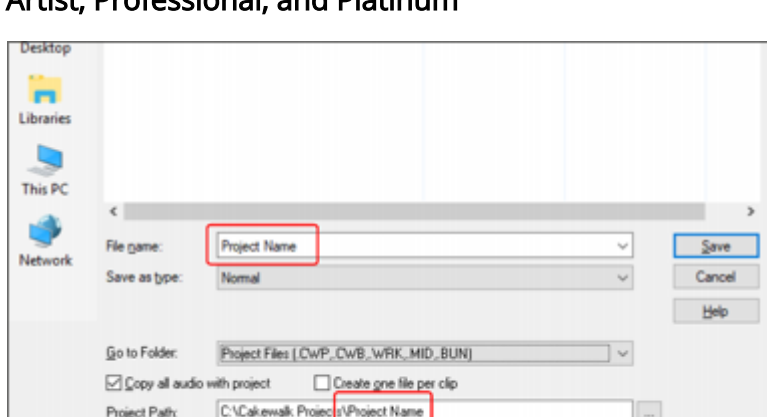 Artist, Professional, and Platinum
Desktop
Libraries
This PC
Network
File name: Project Name Save
Save as type: Normal Cancel
Help
Go to Folder: Project Files (.CWP,.CWB,.WRK,.MID,.BUN)
Copy all audio with project Create one file per clip
Project Path: C:\Cakewalk Projects\Project Name ...